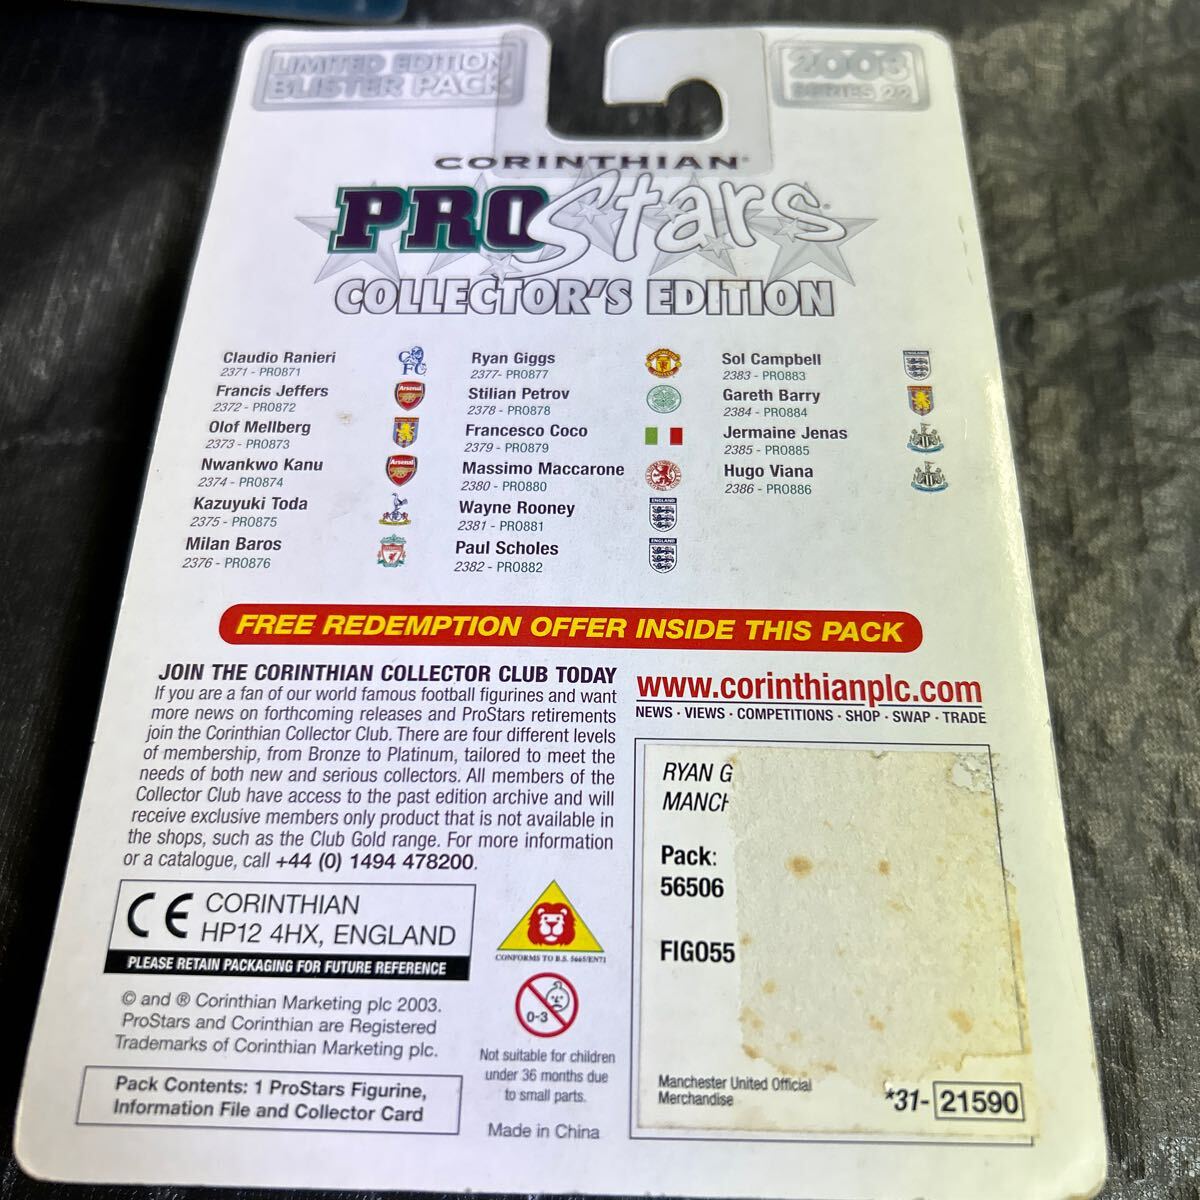 LIMITED EDITION
BLISTER PACK
2003
SERIES 22
CORINTHIAN®
PRO Stars®
COLLECTOR'S EDITION
Claudio Ranieri
2371 - PRO871
Francis Jeffers
2372 - PRO872
Olof Mellberg
2373 - PRO873
Nwankwo Kanu
2374 - PRO874
Kazuyuki Toda
2375 - PRO875
Milan Baros
2376 - PRO876
Ryan Giggs
2377 - PRO877
Stilian Petrov
2378 - PRO878
Francesco Coco
2379 - PRO879
Massimo Maccarone
2380 - PRO880
Wayne Rooney
2381 - PRO881
Paul Scholes
2382 - PRO882
Sol Campbell
2383 - PRO883
Gareth Barry
2384 - PRO884
Jermaine Jenas
2385 - PRO885
Hugo Viana
2386 - PRO886
FREE REDEMPTION OFFER INSIDE THIS PACK
JOIN THE CORINTHIAN COLLECTOR CLUB TODAY
If you are a fan of our world famous football figurines and want
more news on forthcoming releases and ProStars retirements
join the Corinthian Collector Club. There are four different levels
of membership, from Bronze to Platinum, tailored to meet the
needs of both new and serious collectors. All members of the
Collector Club have access to the past edition archive and will
receive exclusive members only product that is not available in
the shops, such as the Club Gold range. For more information
or a catalogue, call +44 (0) 1494 478200.
www.corinthianplc.com
NEWS · VIEWS · COMPETITIONS · SHOP · SWAP · TRADE
CE CORINTHIAN
HP12 4HX, ENGLAND
PLEASE RETAIN PACKAGING FOR FUTURE REFERENCE
© and ® Corinthian Marketing plc 2003.
ProStars and Corinthian are Registered
Trademarks of Corinthian Marketing plc.
Pack Contents: 1 ProStars Figurine,
Information File and Collector Card
CONFORMS TO B.S. 5665/EN71
0-3
Not suitable for children
under 36 months due
to small parts.
Made in China
RYAN G
MANCH
Pack:
56506
FIG055
Manchester United Official
Merchandise
*31- 21590